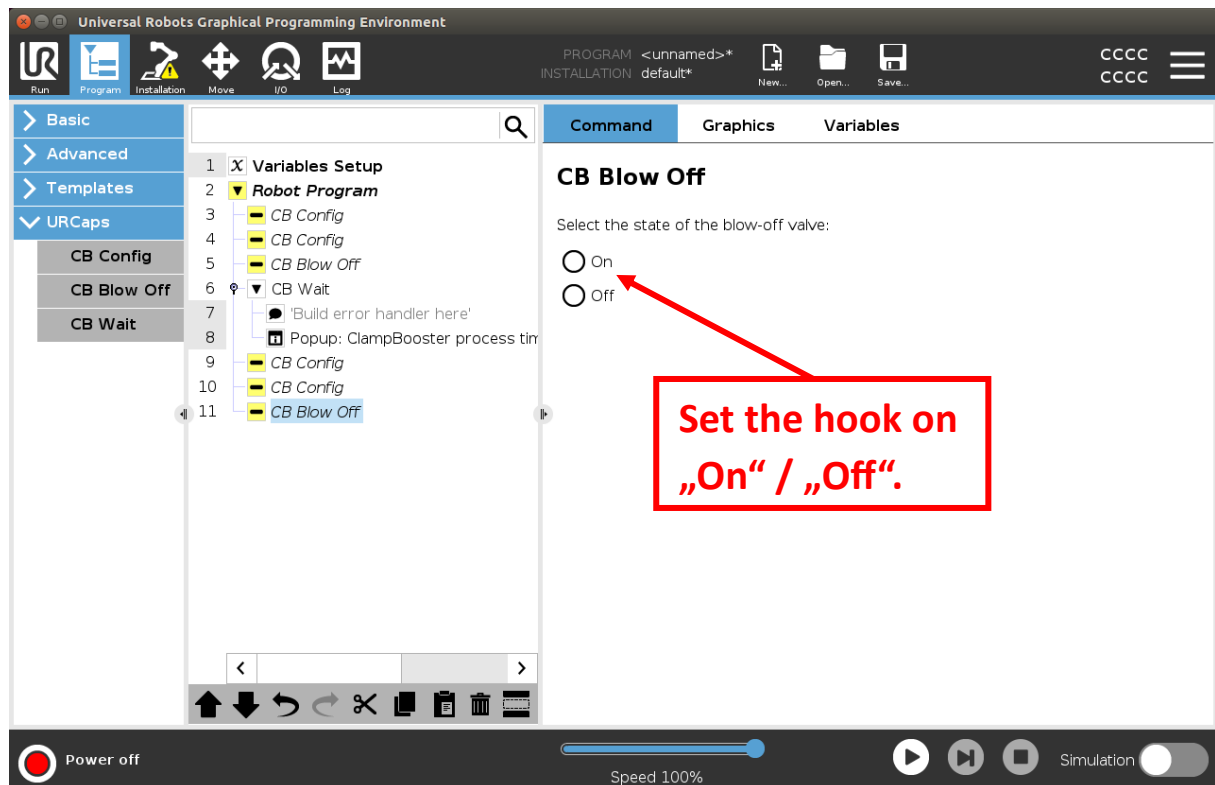 Universal Robots Graphical Programming Environment
UR
Run
Program
Installation
Move
I/O
Log
PROGRAM <unnamed>*
INSTALLATION default*
New...
Open...
Save...
CCCC
CCCC
Basic
Advanced
Templates
URCaps
CB Config
CB Blow Off
CB Wait
1 X Variables Setup
2 Robot Program
3 CB Config
4 CB Config
5 CB Blow Off
6 CB Wait
7 'Build error handler here'
8 Popup: ClampBooster process tim
9 CB Config
10 CB Config
11 CB Blow Off
Command Graphics Variables
CB Blow Off
Select the state of the blow-off valve:
On
Off
Set the hook on
„On“ / „Off“.
Power off
Speed 100%
Simulation